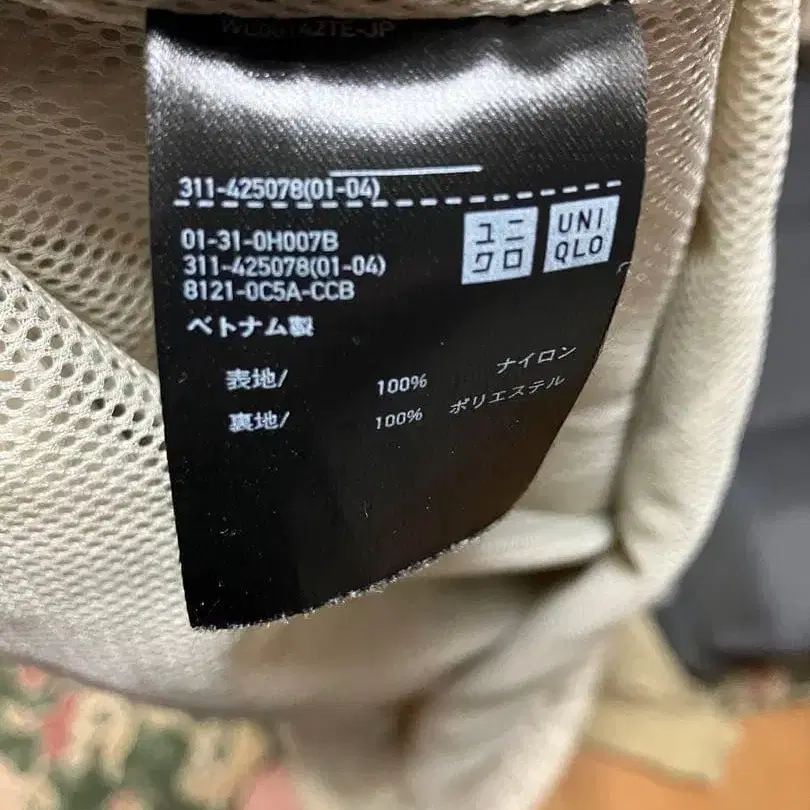 311-425078(01-04)
ユニクロ
UNIQLO
01-31-0H007B
311-425078(01-04)
8121-0C5A-CCB
ベトナム製
表地/ 100% ナイロン
裏地/ 100% ポリエステル